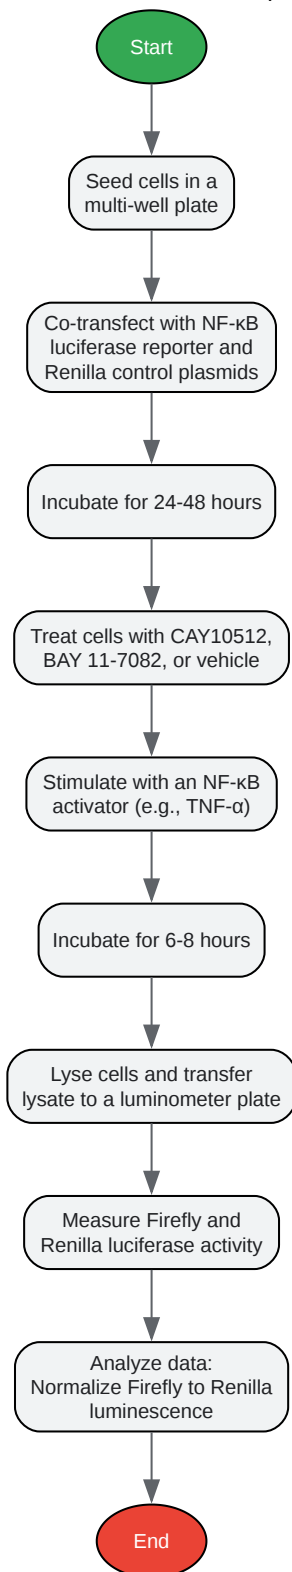 Start
Seed cells in a
multi-well plate
Co-transfect with NF-κB
luciferase reporter and
Renilla control plasmids
Incubate for 24-48 hours
Treat cells with CAY10512,
BAY 11-7082, or vehicle
Stimulate with an NF-κB
activator (e.g., TNF-α)
Incubate for 6-8 hours
Lyse cells and transfer
lysate to a luminometer plate
Measure Firefly and
Renilla luciferase activity
Analyze data:
Normalize Firefly to Renilla
luminescence
End